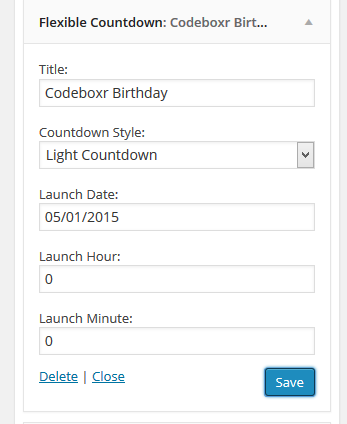 Flexible Countdown: Codeboxr Birt...
Title:
Codeboxr Birthday
Countdown Style:
Light Countdown
Launch Date:
05/01/2015
Launch Hour:
0
Launch Minute:
0
Delete | Close Save